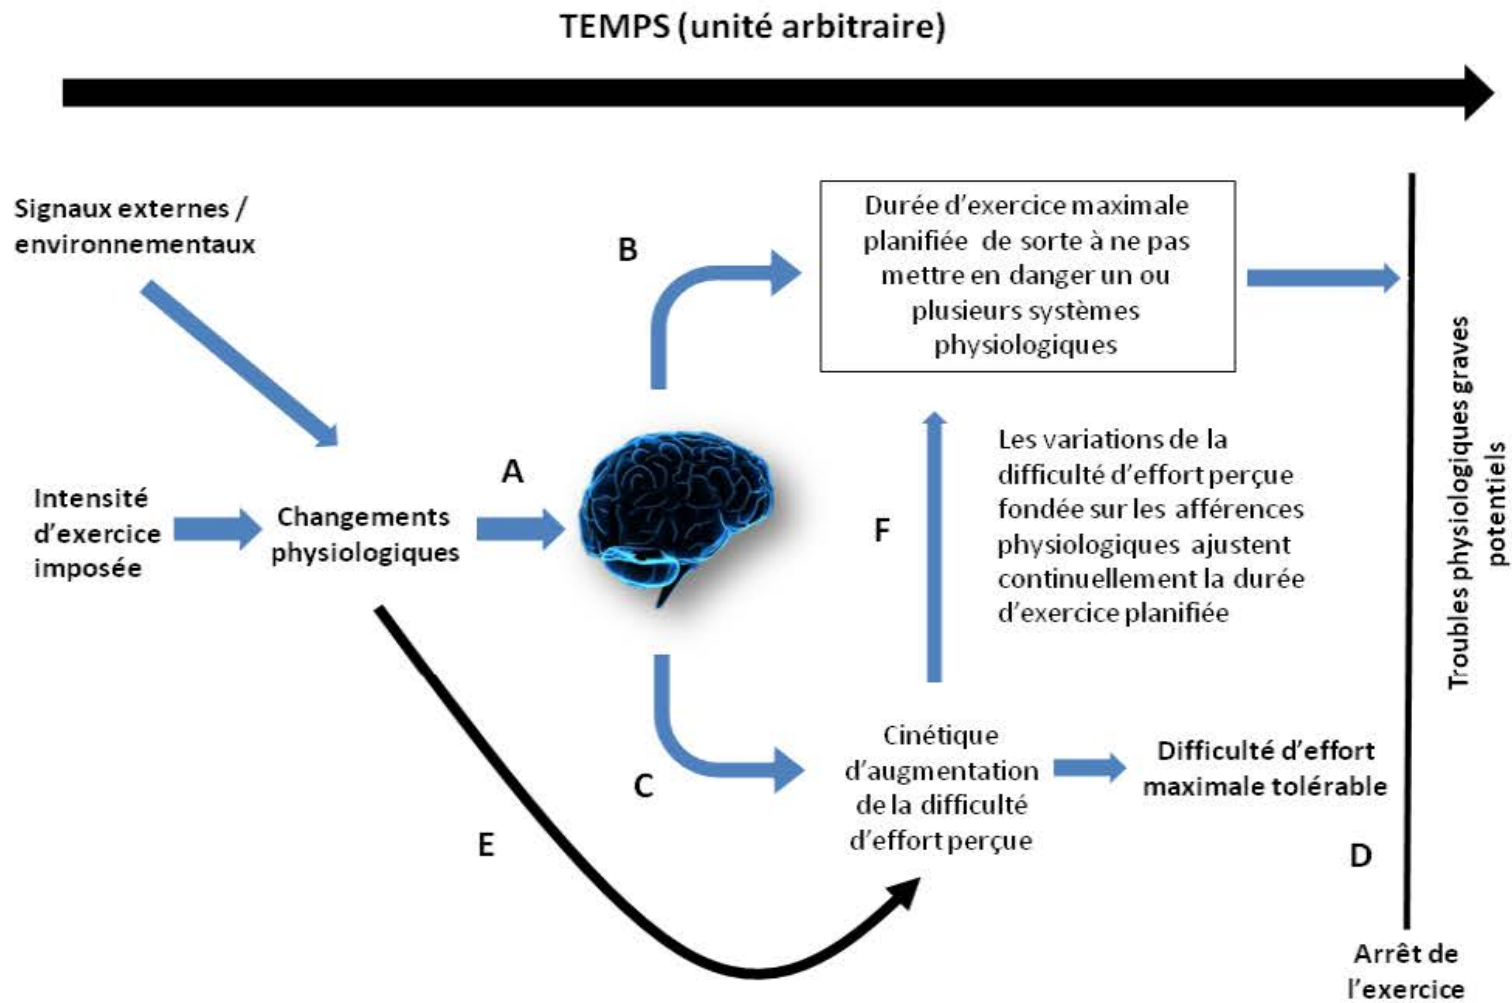 TEMPS (unité arbitraire)
Signaux externes /
environnementaux
Intensité
d'exercice
imposée
Changements
physiologiques
A
B
Durée d'exercice maximale
planifiée de sorte à ne pas
mettre en danger un ou
plusieurs systèmes
physiologiques
F
Les variations de la
difficulté d'effort perçue
fondée sur les afférences
physiologiques ajustent
continuellement la durée
d'exercice planifiée
C
Cinétique
d'augmentation
de la difficulté
d'effort perçue
Difficulté d'effort
maximale tolérable
E
D
Arrêt de
l'exercice
Troubles physiologiques graves
potentiels